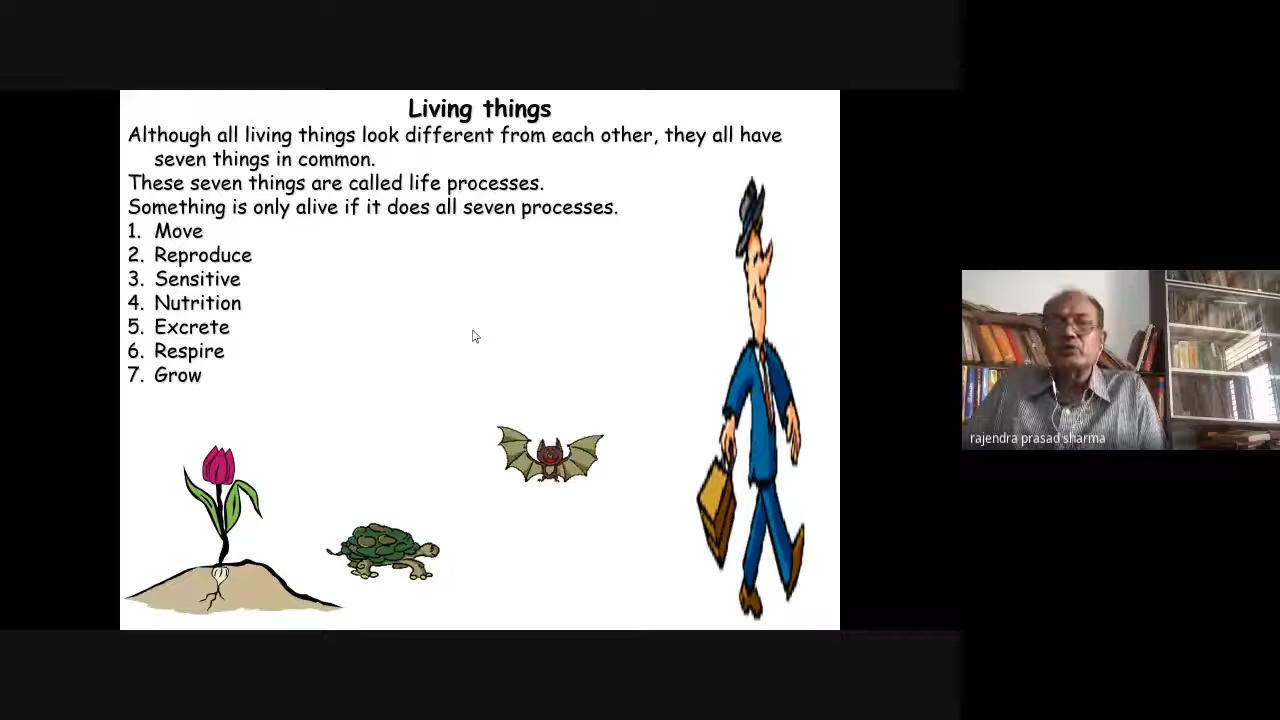 Living things
Although all living things look different from each other, they all have
seven things in common.
These seven things are called life processes.
Something is only alive if it does all seven processes.
1. Move
2. Reproduce
3. Sensitive
4. Nutrition
5. Excrete
6. Respire
7. Grow
rajendra prasad sharma